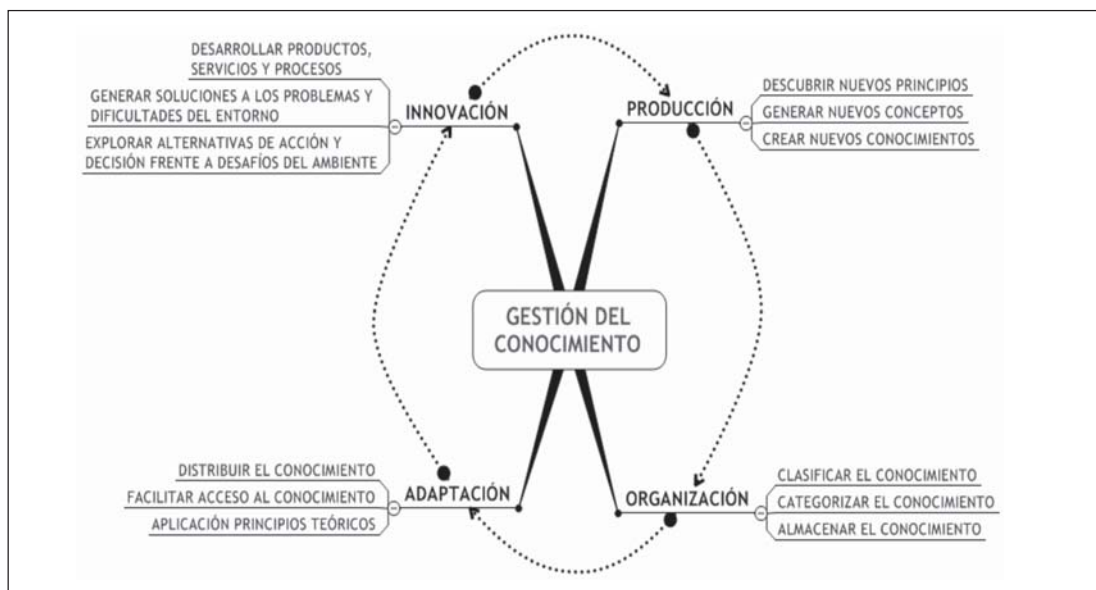 DESARROLLAR PRODUCTOS,
SERVICIOS Y PROCESOS
GENERAR SOLUCIONES A LOS PROBLEMAS Y
DIFICULTADES DEL ENTORNO
EXPLORAR ALTERNATIVAS DE ACCIÓN Y
DECISIÓN FRENTE A DESAFÍOS DEL AMBIENTE
INNOVACIÓN
PRODUCCIÓN
DESCUBRIR NUEVOS PRINCIPIOS
GENERAR NUEVOS CONCEPTOS
CREAR NUEVOS CONOCIMIENTOS
GESTIÓN DEL
CONOCIMIENTO
DISTRIBUIR EL CONOCIMIENTO
FACILITAR ACCESO AL CONOCIMIENTO
APLICACIÓN PRINCIPIOS TEÓRICOS
ADAPTACIÓN
ORGANIZACIÓN
CLASIFICAR EL CONOCIMIENTO
CATEGORIZAR EL CONOCIMIENTO
ALMACENAR EL CONOCIMIENTO